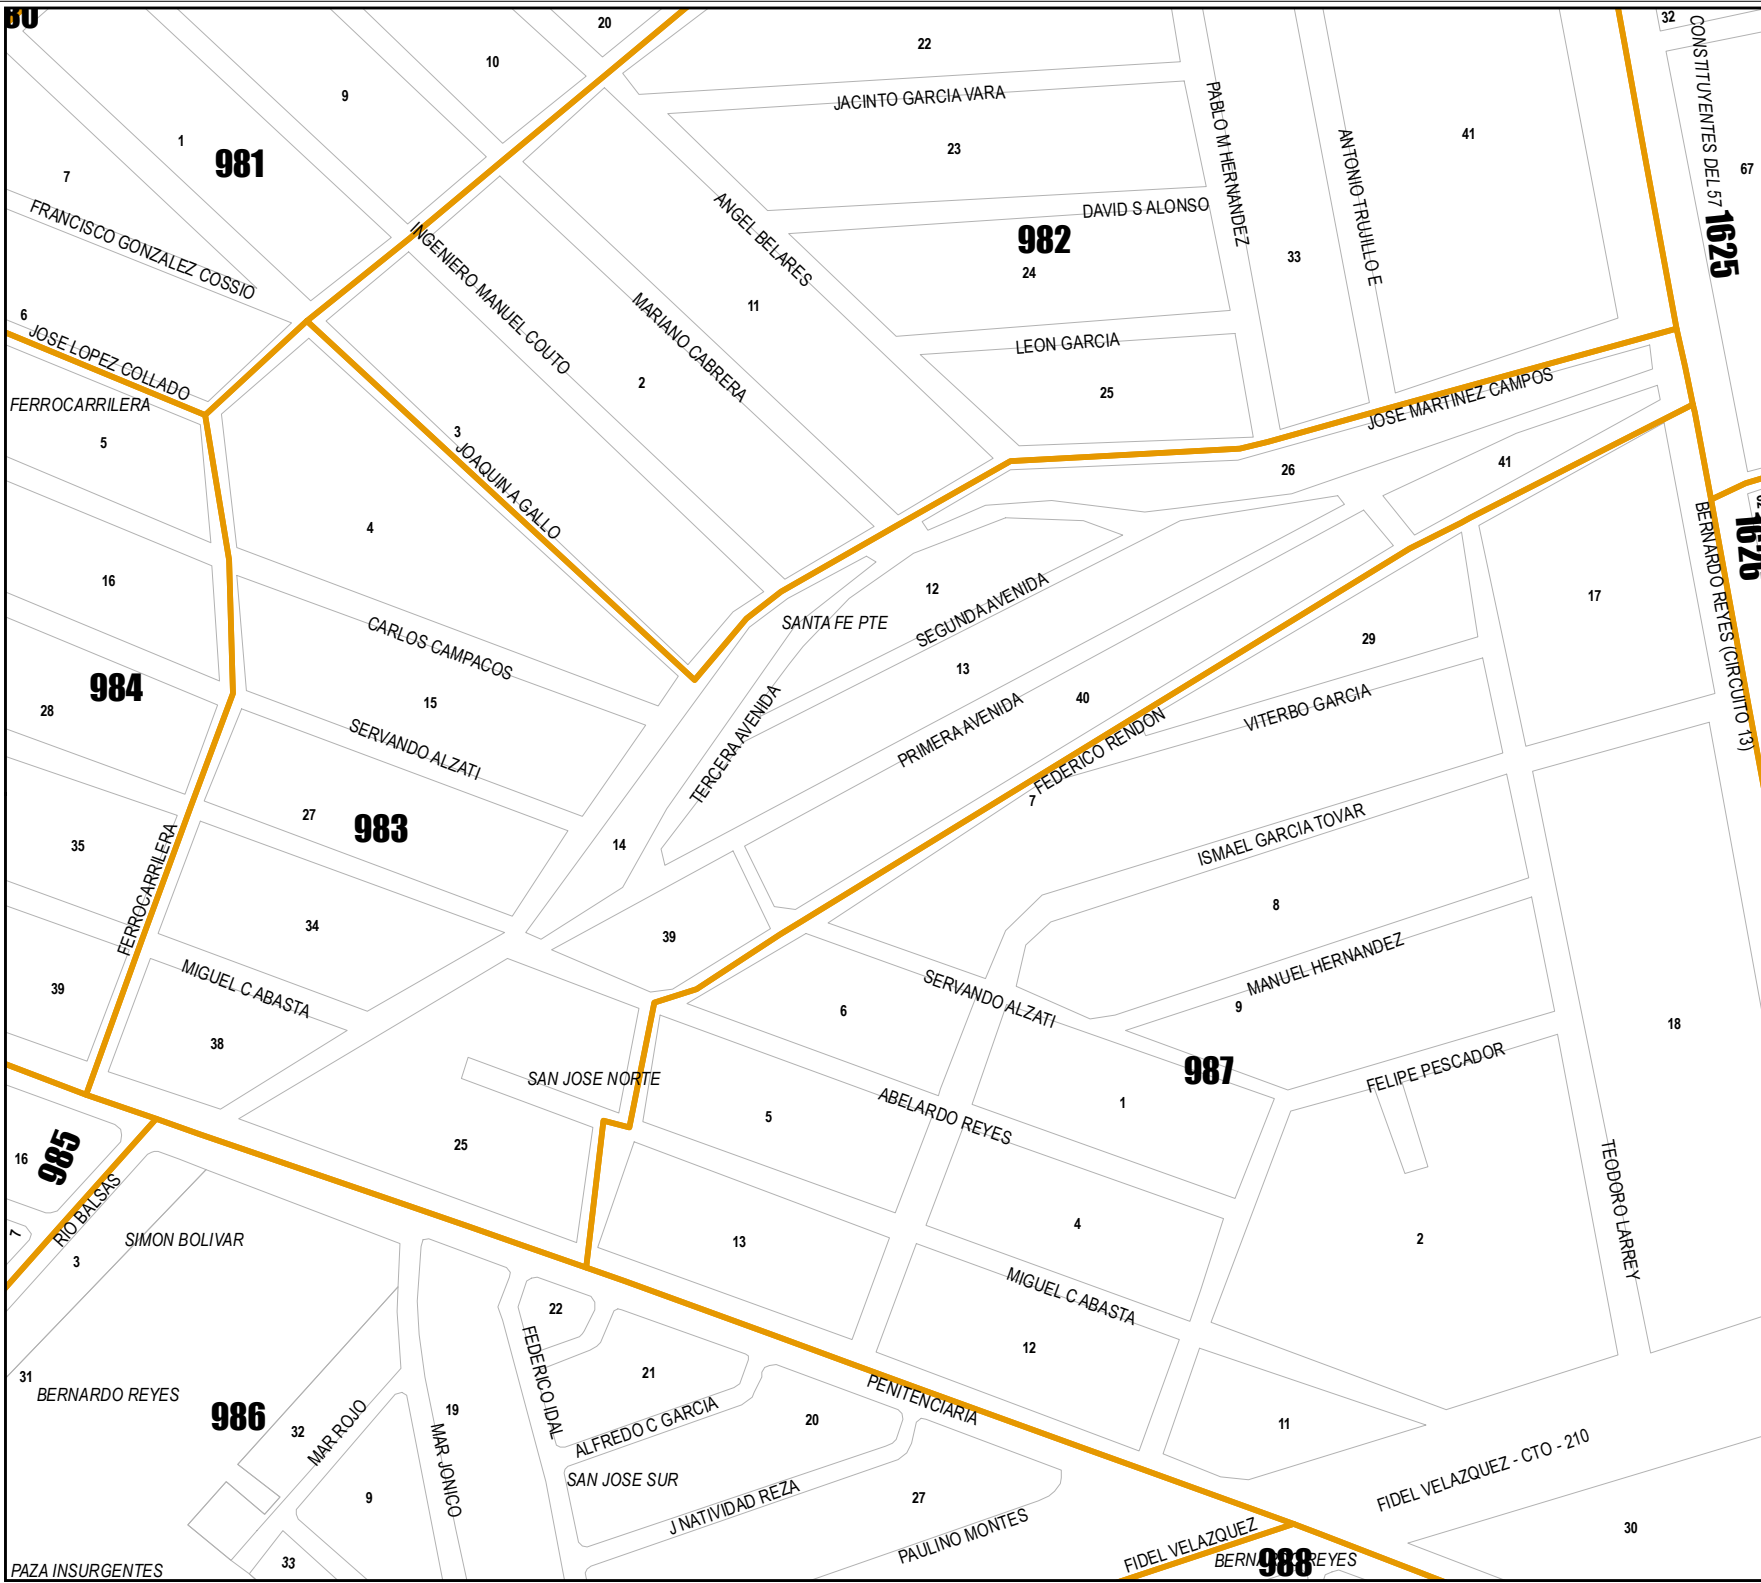 20
32
CONSTITUYENTES DEL 57
22
10
JACINTO GARCIA VARA
PABLO M HERNANDEZ
9
41
ANTONIO TRUJILLO E
1
981
23
67
7
FRANCISCO GONZALEZ COSSIO
ANGEL BELARES
DAVID S ALONSO
982
1625
INGENIERO MANUEL COUTO
33
24
MARIANO CABRERA
11
6
JOSE LOPEZ COLLADO
LEON GARCIA
2
25
JOSE MARTINEZ CAMPOS
FERROCARRILERA
5
3
JOAQUIN A GALLO
26
41
4
BERNARDO REYES (CIRCUITO 13)
1626
16
12
SEGUNDA AVENIDA
17
SANTA FE PTE
CARLOS CAMPACOS
29
13
984
40
VITERBO GARCIA
28
15
TERCERA AVENIDA
PRIMERA AVENIDA
FEDERICO RENDON
SERVANDO ALZATI
7
27
983
ISMAEL GARCIA TOVAR
35
14
FERROCARRILERA
8
34
39
MANUEL HERNANDEZ
MIGUEL C ABASTA
39
SERVANDO ALZATI
9
6
18
38
987
FELIPE PESCADOR
SAN JOSE NORTE
ABELARDO REYES
1
5
25
16
985
TEODORO LARREY
RIO BALSAS
7
SIMON BOLIVAR
3
4
2
13
MIGUEL C ABASTA
22
FEDERICO IDAL
12
31
BERNARDO REYES
21
PENITENCIARIA
986
19
ALFREDO C GARCIA
20
11
32
MAR ROJO
MAR JONICO
SAN JOSE SUR
FIDEL VELAZQUEZ - CTO - 210
9
J NATIVIDAD REZA
27
PAULINO MONTES
30
FIDEL VELAZQUEZ
33
BERNARDO REYES
988
PAZA INSURGENTES